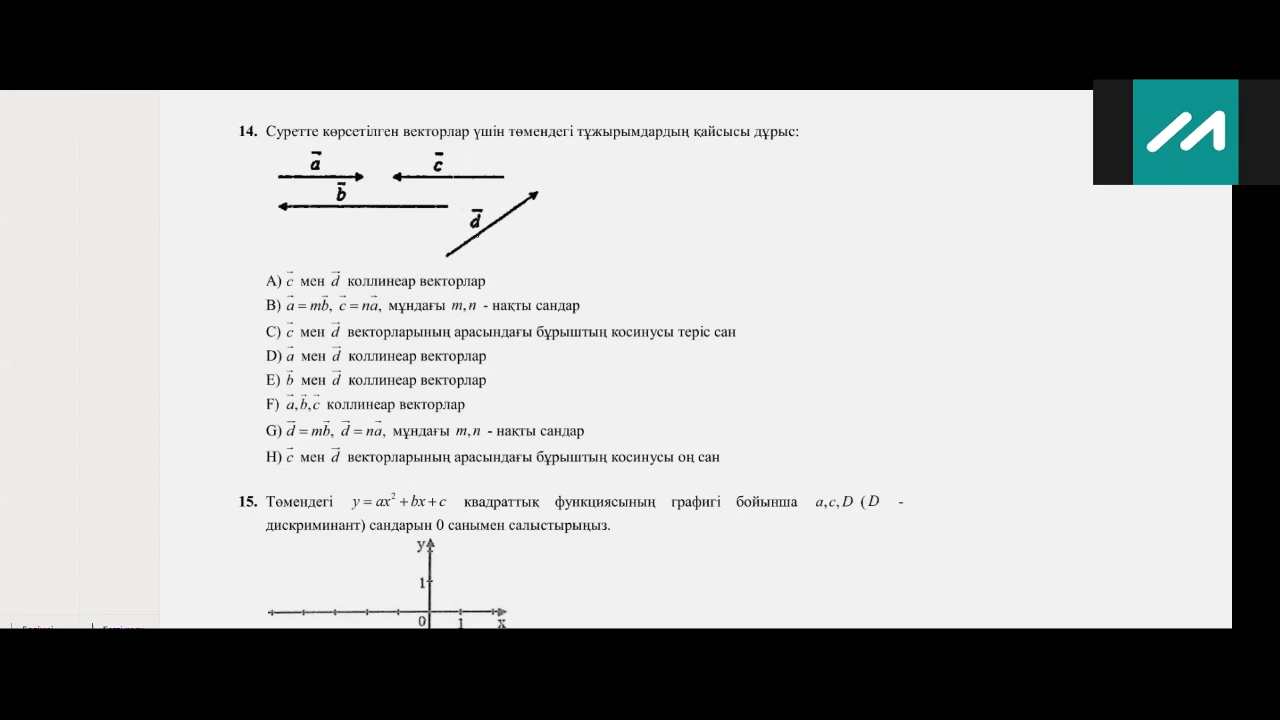 14. Суретте көрсетілген векторлар үшін төмендегі тұжырымдардың қайсысы дұрыс:
a⃗ c⃗
b⃗
d⃗
A) c⃗ мен d⃗ коллинеар векторлар
B) a⃗ = mb⃗, c⃗ = na⃗, мұндағы m, n - нақты сандар
C) c⃗ мен d⃗ векторларының арасындағы бұрыштың косинусы теріс сан
D) a⃗ мен d⃗ коллинеар векторлар
E) b⃗ мен d⃗ коллинеар векторлар
F) a⃗, b⃗, c⃗ коллинеар векторлар
G) d⃗ = mb⃗, d⃗ = na⃗, мұндағы m, n - нақты сандар
H) c⃗ мен d⃗ векторларының арасындағы бұрыштың косинусы оң сан
15. Төмендегі y = ax² + bx + c квадраттық функциясының графигі бойынша a, c, D (D -
дискриминант) сандарын 0 санымен салыстырыңыз.
y
1
0 1 x